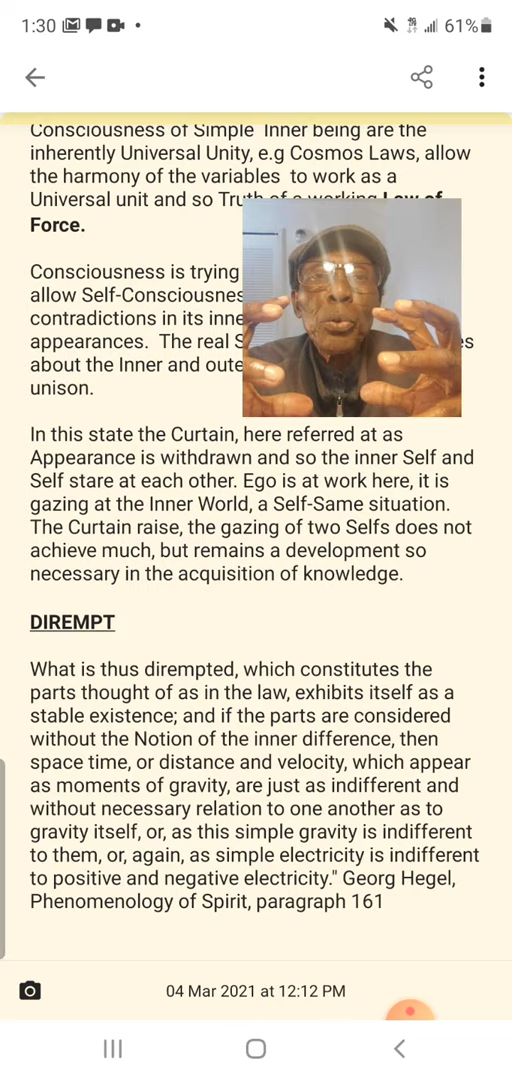 1:30
61%
Consciousness of Simple Inner being are the
inherently Universal Unity, e.g Cosmos Laws, allow
the harmony of the variables to work as a
Universal unit and so Truth of a working Law of
Force.
Consciousness is trying
allow Self-Consciousnes
contradictions in its inne
appearances. The real S
about the Inner and oute
unison.
In this state the Curtain, here referred at as
Appearance is withdrawn and so the inner Self and
Self stare at each other. Ego is at work here, it is
gazing at the Inner World, a Self-Same situation.
The Curtain raise, the gazing of two Selfs does not
achieve much, but remains a development so
necessary in the acquisition of knowledge.
DIREMPT
What is thus dirempted, which constitutes the
parts thought of as in the law, exhibits itself as a
stable existence; and if the parts are considered
without the Notion of the inner difference, then
space time, or distance and velocity, which appear
as moments of gravity, are just as indifferent and
without necessary relation to one another as to
gravity itself, or, as this simple gravity is indifferent
to them, or, again, as simple electricity is indifferent
to positive and negative electricity." Georg Hegel,
Phenomenology of Spirit, paragraph 161
04 Mar 2021 at 12:12 PM